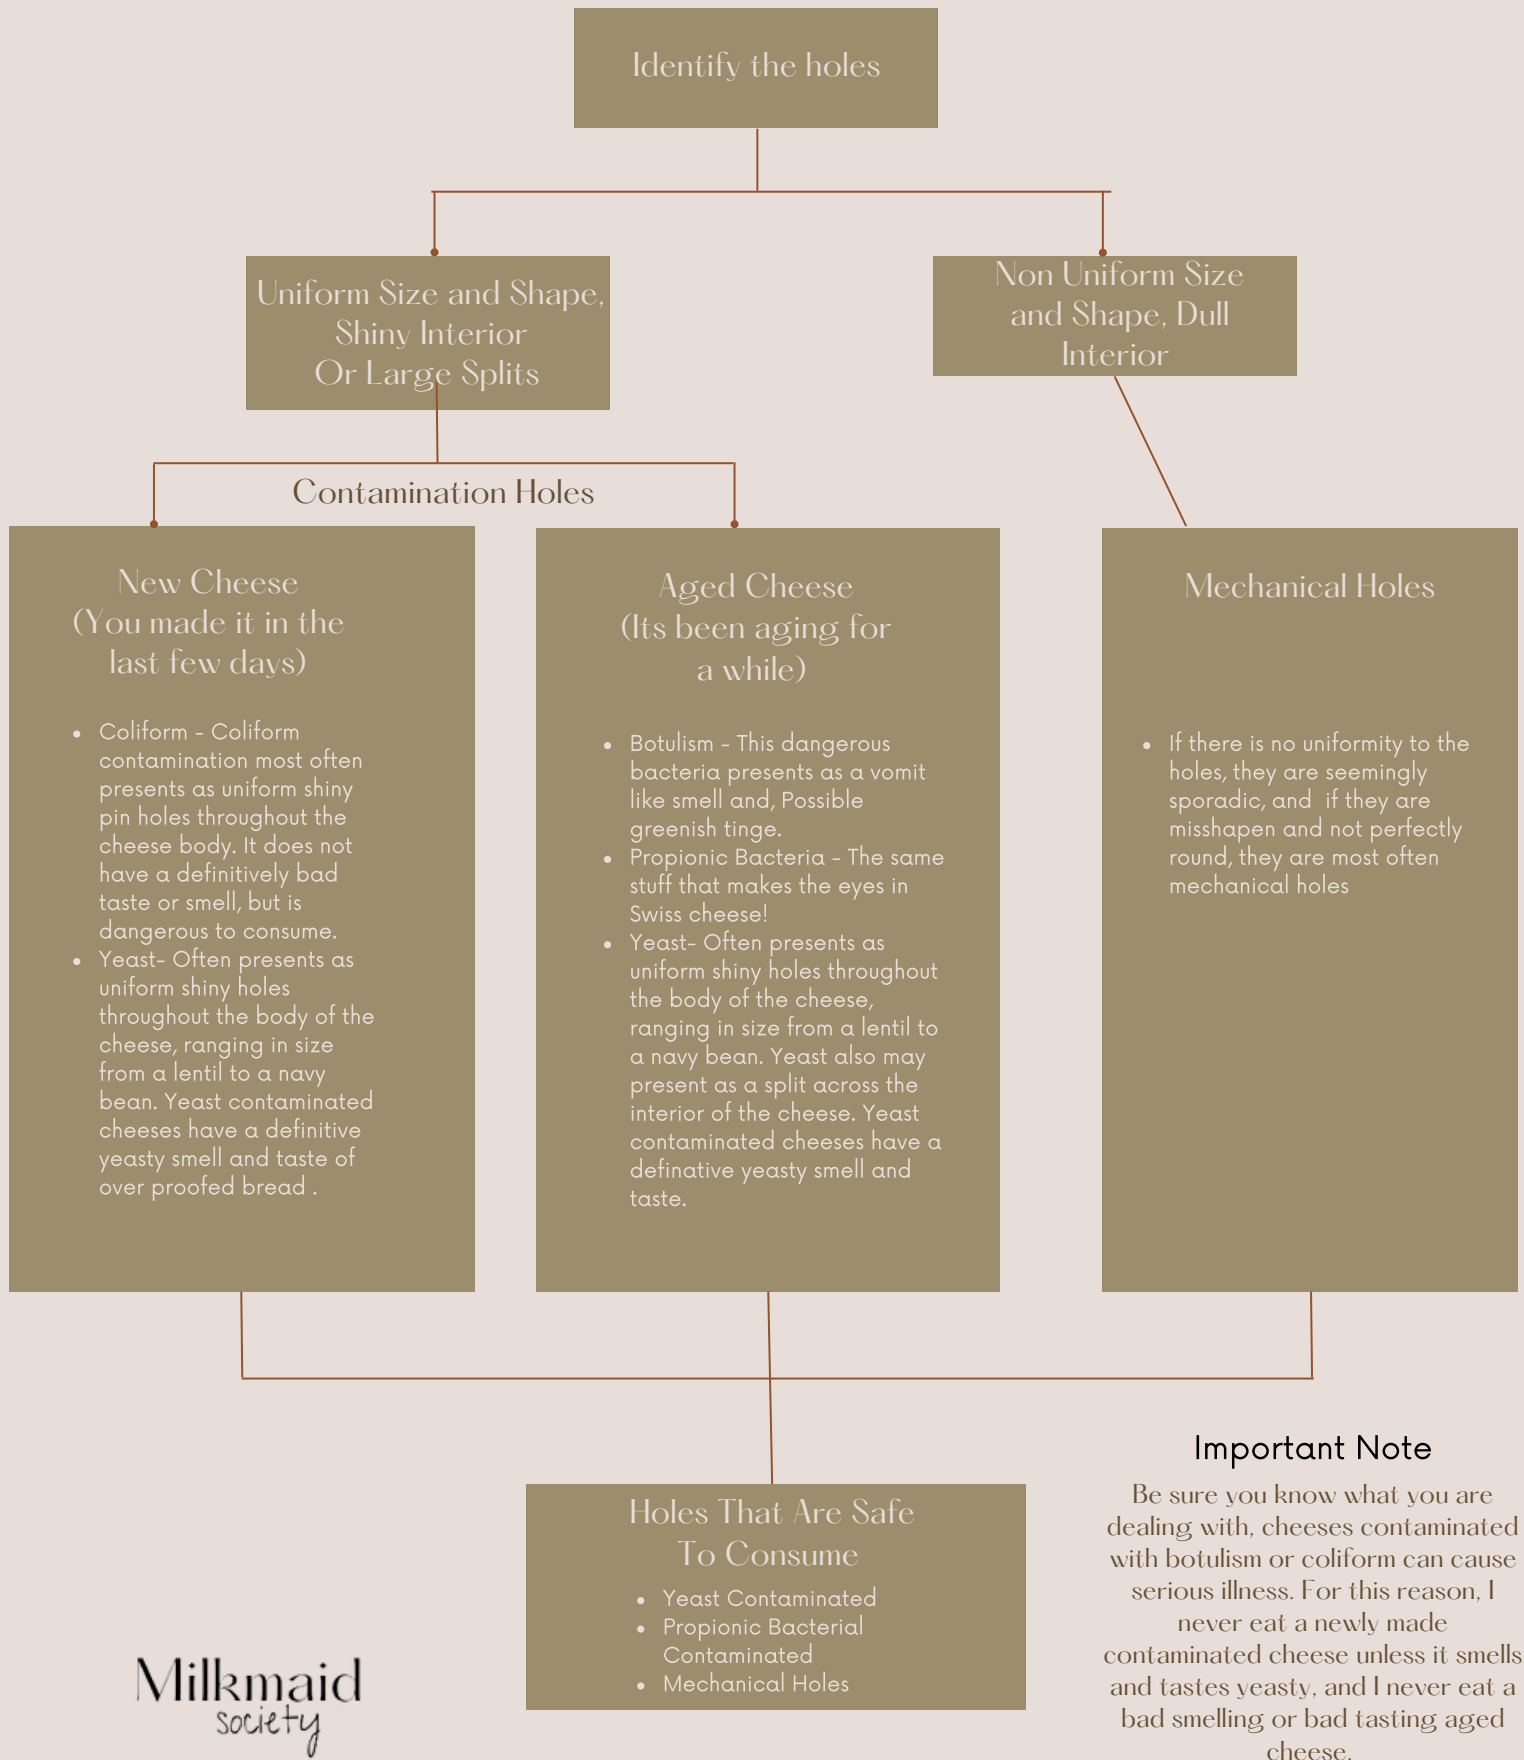 Identify the holes
Uniform Size and Shape,
Shiny Interior
Or Large Splits
Non Uniform Size
and Shape, Dull
Interior
Contamination Holes
New Cheese
(You made it in the
last few days)
• Coliform - Coliform
contamination most often
presents as uniform shiny
pin holes throughout the
cheese body. It does not
have a definitively bad
taste or smell, but is
dangerous to consume.
• Yeast- Often presents as
uniform shiny holes
throughout the body of the
cheese, ranging in size
from a lentil to a navy
bean. Yeast contaminated
cheeses have a definitive
yeasty smell and taste of
over proofed bread .
Aged Cheese
(Its been aging for
a while)
• Botulism - This dangerous
bacteria presents as a vomit
like smell and, Possible
greenish tinge.
• Propionic Bacteria - The same
stuff that makes the eyes in
Swiss cheese!
• Yeast- Often presents as
uniform shiny holes throughout
the body of the cheese,
ranging in size from a lentil to
a navy bean. Yeast also may
present as a split across the
interior of the cheese. Yeast
contaminated cheeses have a
definative yeasty smell and
taste.
Mechanical Holes
• If there is no uniformity to the
holes, they are seemingly
sporadic, and if they are
misshapen and not perfectly
round, they are most often
mechanical holes
Holes That Are Safe
To Consume
• Yeast Contaminated
• Propionic Bacterial
Contaminated
• Mechanical Holes
Important Note
Be sure you know what you are
dealing with, cheeses contaminated
with botulism or coliform can cause
serious illness. For this reason, I
never eat a newly made
contaminated cheese unless it smells
and tastes yeasty, and I never eat a
bad smelling or bad tasting aged
cheese.
Milkmaid
society